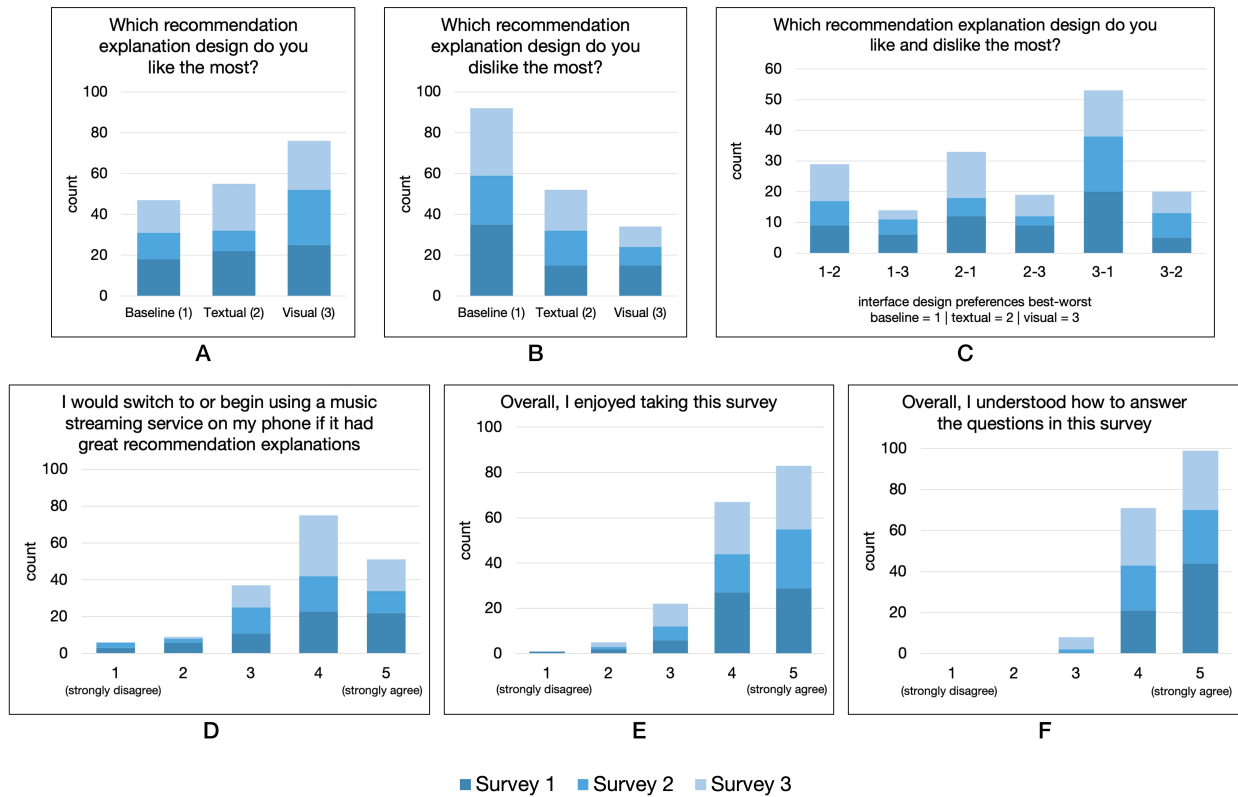 Which recommendation
explanation design do you
like the most?
100
80
60
40
20
0
count
Baseline (1) Textual (2) Visual (3)
A
Which recommendation
explanation design do you
dislike the most?
100
80
60
40
20
0
count
Baseline (1) Textual (2) Visual (3)
B
Which recommendation explanation design do you
like and dislike the most?
60
50
40
30
20
10
0
count
1-2 1-3 2-1 2-3 3-1 3-2
interface design preferences best-worst
baseline = 1 | textual = 2 | visual = 3
C
I would switch to or begin using a music
streaming service on my phone if it had
great recommendation explanations
100
80
60
40
20
0
count
1 2 3 4 5
(strongly disagree) (strongly agree)
D
Overall, I enjoyed taking this survey
100
80
60
40
20
0
count
1 2 3 4 5
(strongly disagree) (strongly agree)
E
Overall, I understood how to answer
the questions in this survey
100
80
60
40
20
0
count
1 2 3 4 5
(strongly disagree) (strongly agree)
F
Survey 1 Survey 2 Survey 3